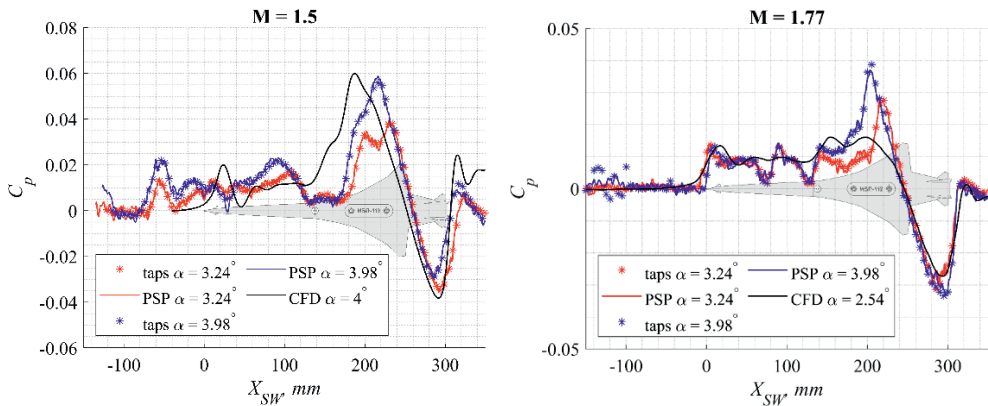 M = 1.5
0.08
0.06
0.04
0.02
0
-0.02
-0.04
-0.06
C_p
HSP-110
* taps α = 3.24°
PSP α = 3.24°
* taps α = 3.98°
PSP α = 3.98°
CFD α = 4°
-100 0 100 200 300
X_SW, mm
M = 1.77
0.05
0
-0.05
C_p
taps α = 3.24°
PSP α = 3.24°
taps α = 3.98°
PSP α = 3.98°
CFD α = 2.54°
-100 0 100 200 300
X_SW, mm